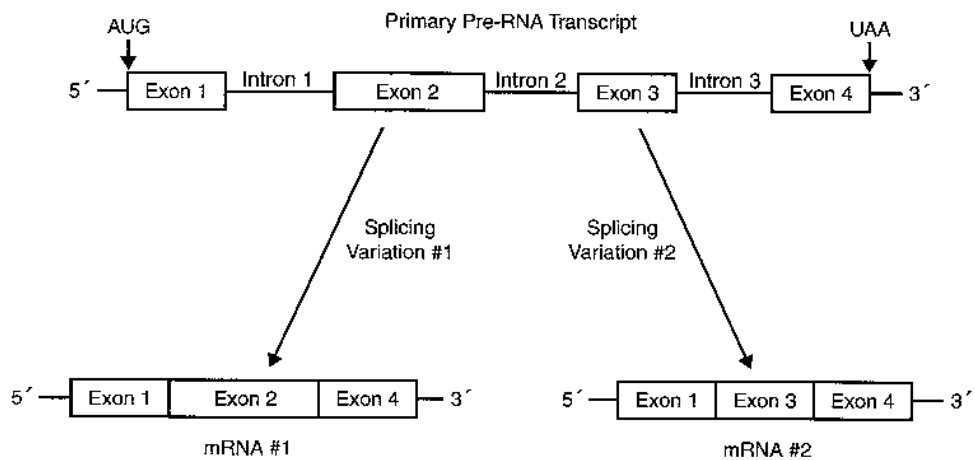 Primary Pre-RNA Transcript
AUG
UAA
5´ Exon 1 Intron 1 Exon 2 Intron 2 Exon 3 Intron 3 Exon 4 3´
Splicing
Variation #1
Splicing
Variation #2
5´ Exon 1 Exon 2 Exon 4 3´
mRNA #1
5´ Exon 1 Exon 3 Exon 4 3´
mRNA #2